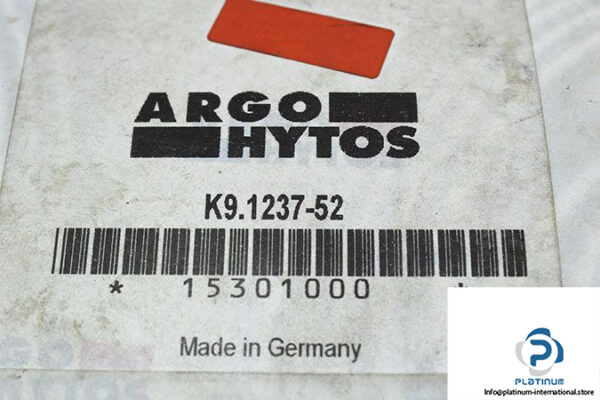 ARGO
HYTOS
K9.1237-52
* 15301000 *
Made in Germany
PLATINUM
Info@platinum-international.store